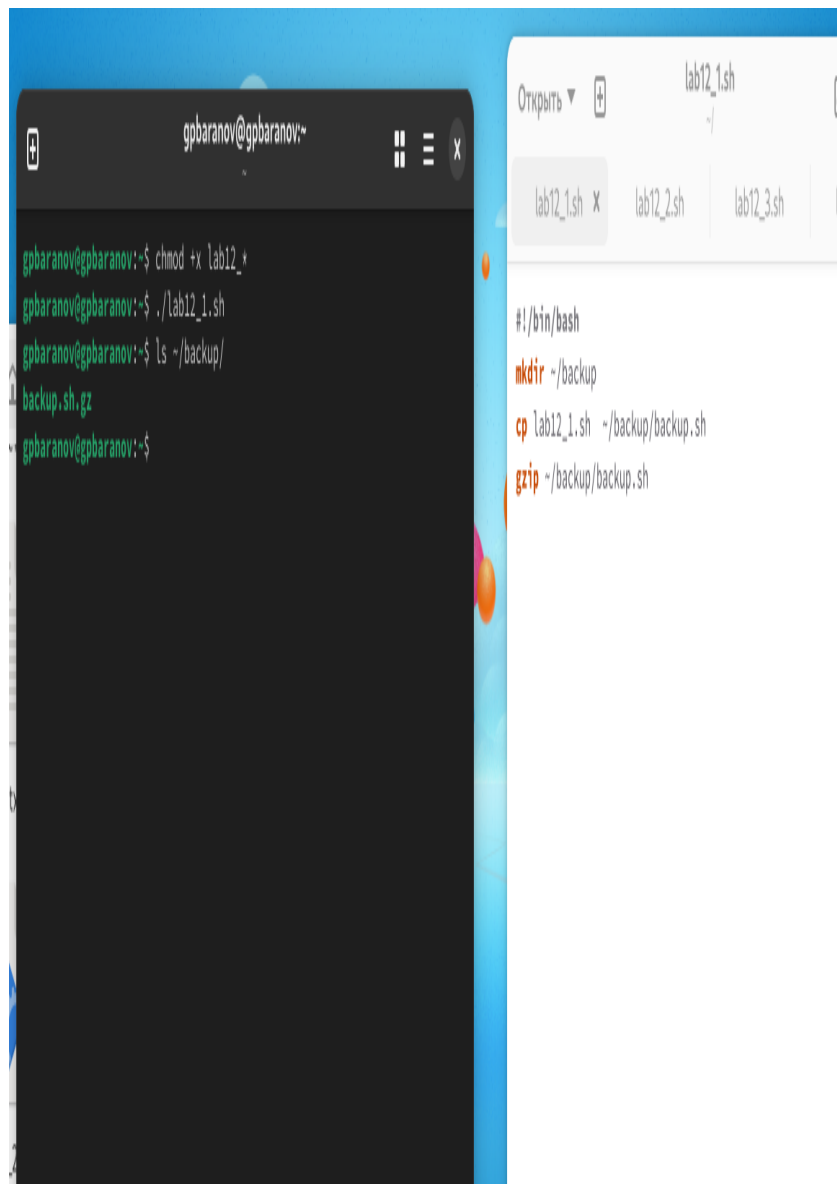 gpbaranov@gpbaranov:~
~
gpbaranov@gpbaranov:~$ chmod +x lab12_*
gpbaranov@gpbaranov:~$ ./lab12_1.sh
gpbaranov@gpbaranov:~$ ls ~/backup/
backup.sh.gz
gpbaranov@gpbaranov:~$
Открыть
lab12_1.sh
~/
lab12_1.sh
lab12_2.sh
lab12_3.sh
#!/bin/bash
mkdir ~/backup
cp lab12_1.sh  ~/backup/backup.sh
gzip ~/backup/backup.sh